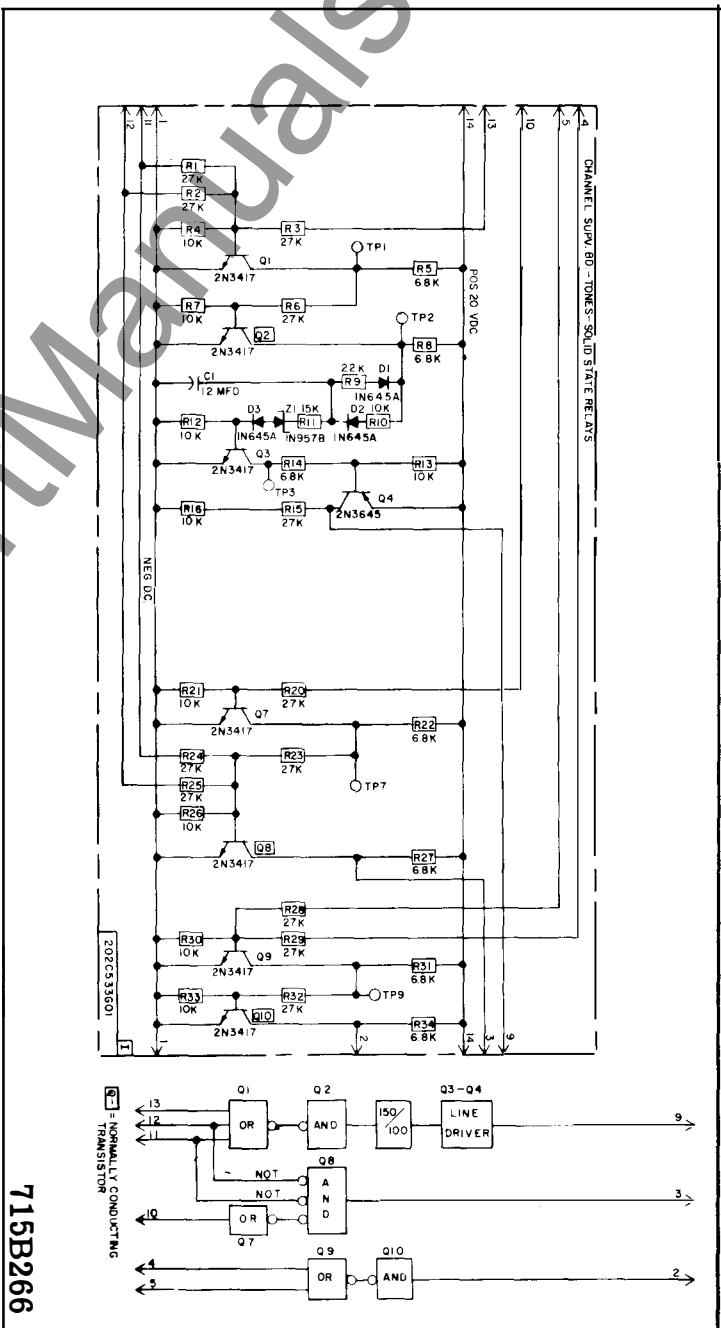 Manuals
CHANNEL SUPV. BD - TONES - SOLID STATE RELAYS
12
11
1
14
13
10
5
4
R1
27K
R2
27K
R4
10K
R3
27K
Q1
2N3417
TP1
R5
6.8K
POS 20 VDC
R7
10K
R6
27K
Q2
2N3417
TP2
R8
6.8K
C1
12 MFD
22K
R9
D1
IN645A
D3
IN645A
Z1
IN957B
15K
R11
D2
IN645A
10K
R10
R12
10K
Q3
2N3417
R14
6.8K
TP3
R13
10K
Q4
2N3645
R16
10K
R15
27K
NEG DC.
R21
10K
R20
27K
Q7
2N3417
R22
6.8K
R24
27K
R23
27K
TP7
R25
27K
R26
10K
Q8
2N3417
R27
6.8K
R28
27K
R30
10K
R29
27K
Q9
2N3417
R31
6.8K
R33
10K
R32
27K
TP9
Q10
2N3417
R34
6.8K
202C533G01
I
1
2
14
3
9
13
12
11
Q1
OR
Q2
AND
150/100
Q3-Q4
LINE
DRIVER
9
NOT
NOT
Q8
AND
3
10
OR
Q7
4
5
Q9
OR
Q10
AND
2
Q- = NORMALLY CONDUCTING
TRANSISTOR
715B266